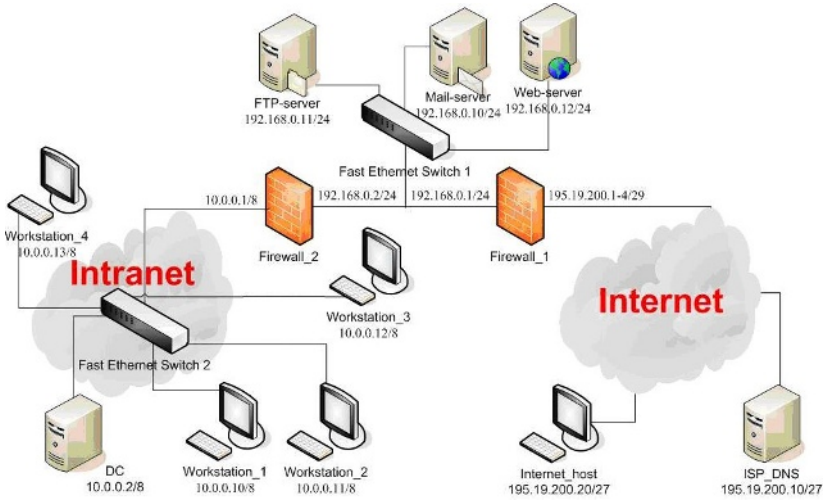 FTP-server
192.168.0.11/24
Mail-server
192.168.0.10/24
Web-server
192.168.0.12/24
Fast Ethernet Switch 1
10.0.0.1/8
192.168.0.2/24
192.168.0.1/24
195.19.200.1-4/29
Workstation_4
10.0.0.13/8
Firewall_2
Firewall_1
Intranet
Internet
Workstation_3
10.0.0.12/8
Fast Ethernet Switch 2
DC
10.0.0.2/8
Workstation_1
10.0.0.10/8
Workstation_2
10.0.0.11/8
Internet_host
195.19.200.20/27
ISP_DNS
195.19.200.10/27